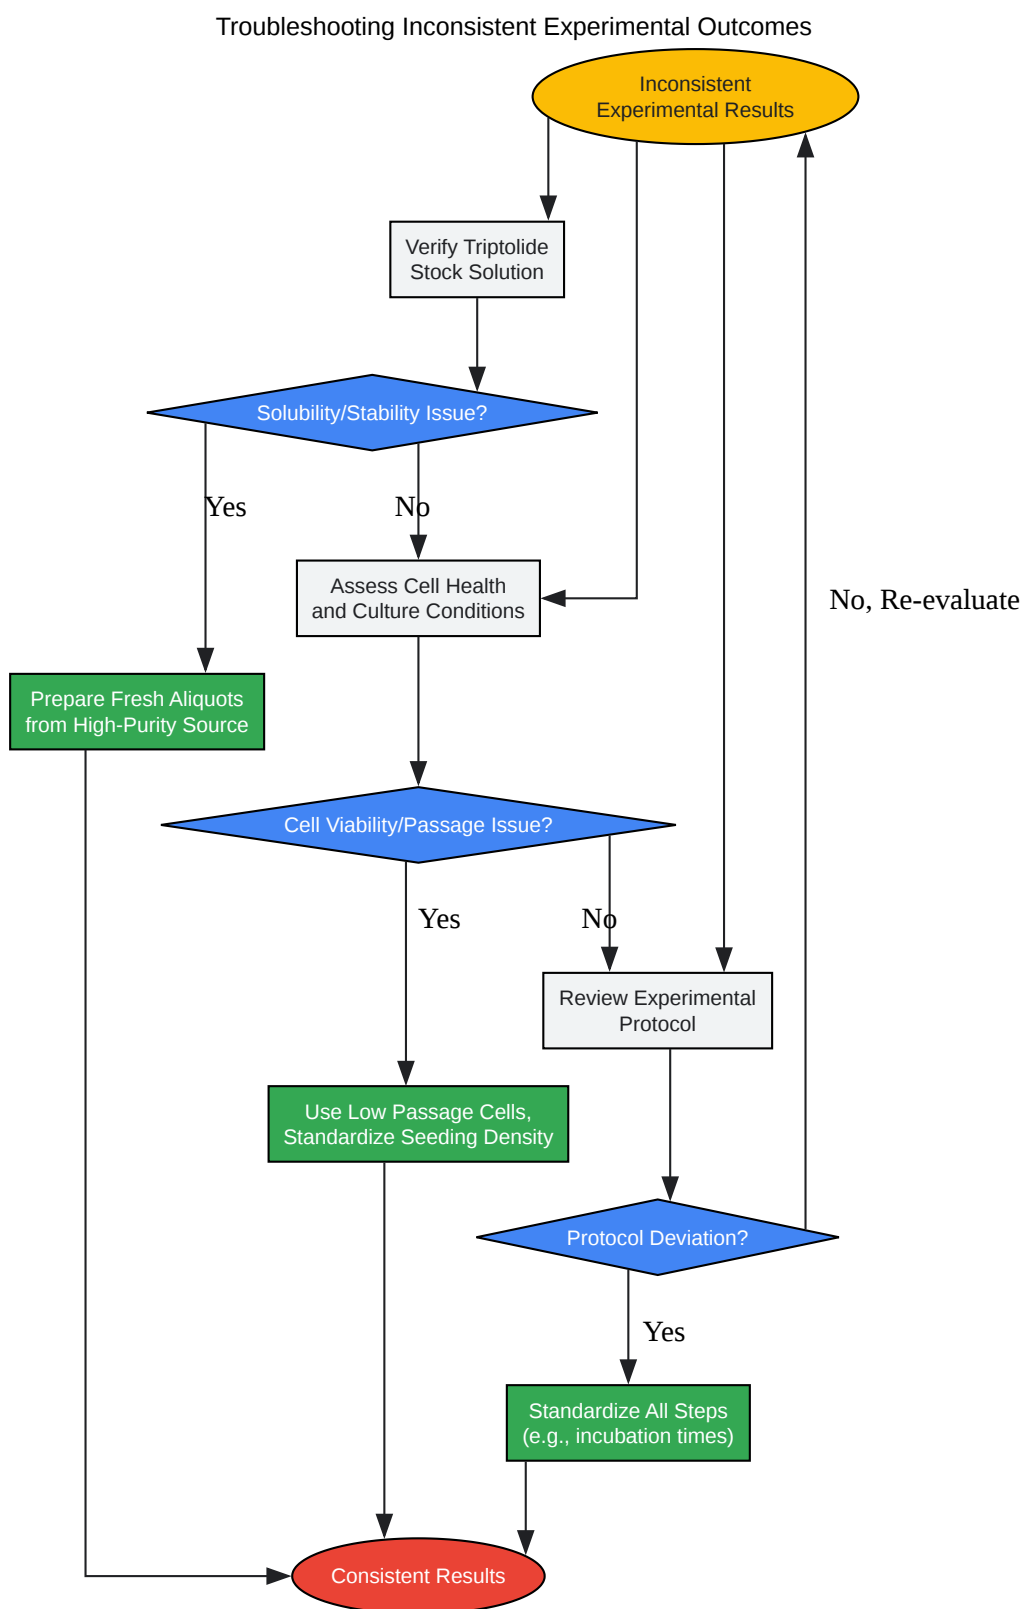 Troubleshooting Inconsistent Experimental Outcomes
Inconsistent
Experimental Results
Verify Triptolide
Stock Solution
Solubility/Stability Issue?
Yes
No
Assess Cell Health
and Culture Conditions
No, Re-evaluate
Prepare Fresh Aliquots
from High-Purity Source
Cell Viability/Passage Issue?
Yes
No
Review Experimental
Protocol
Use Low Passage Cells,
Standardize Seeding Density
Protocol Deviation?
Yes
Standardize All Steps
(e.g., incubation times)
Consistent Results